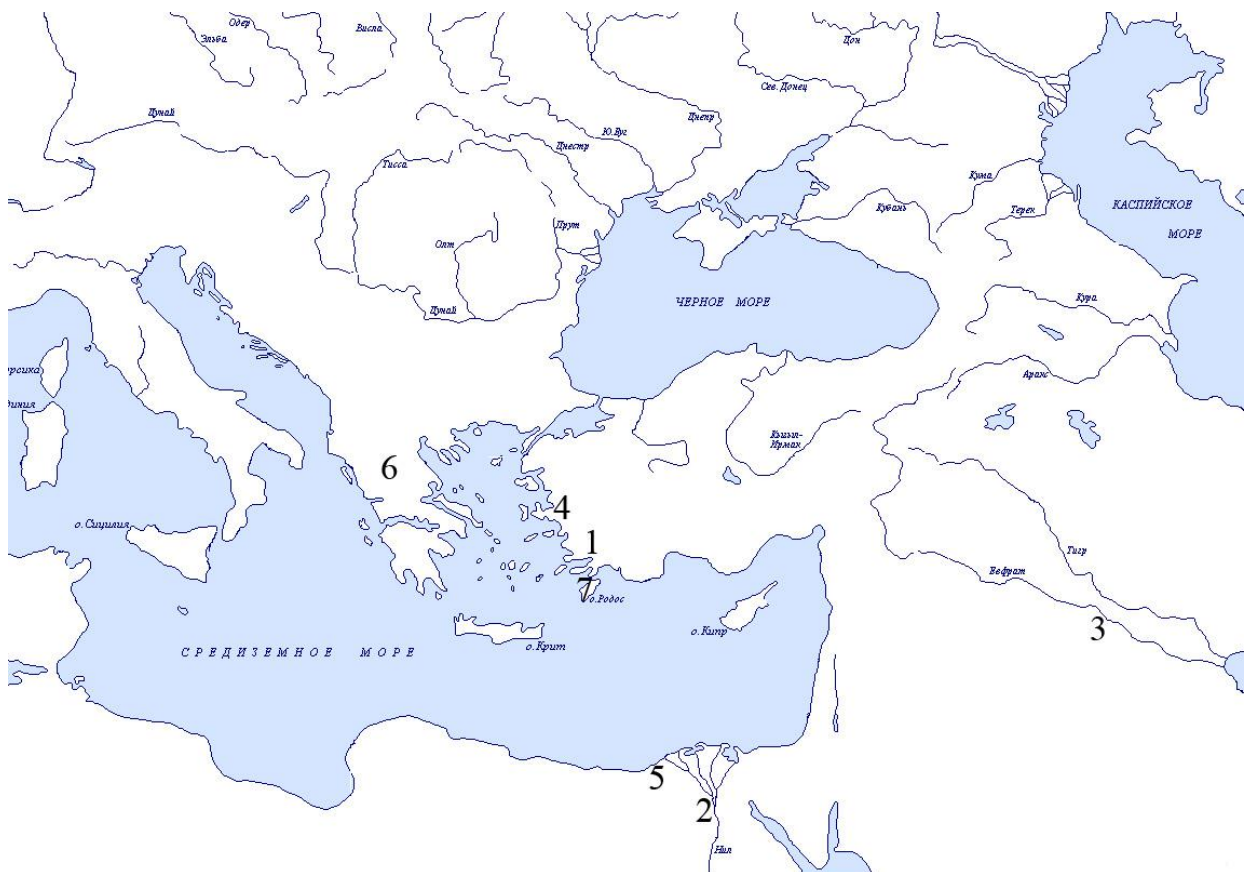 Одер
Висла
Эльба
Дон
Сев. Донец
Дунай
Днепр
Ю.Буг
Днестр
Тисса
Кума
Кубань
Терек
КАСПИЙСКОЕ
МОРЕ
Прут
Олт
Дунай
ЧЕРНОЕ МОРЕ
Кура
орсика
Аракс
диния
Кызыл-
Ирмак
6
о.Сицилия
4
1
Тигр
Евфрат
7
о.Родос
3
о.Кипр
о.Крит
СРЕДИЗЕМНОЕ МОРЕ
5
2
Нил